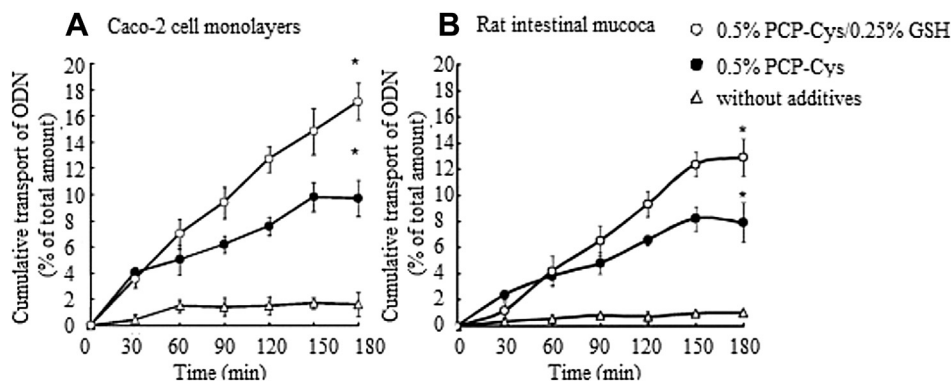 A Caco-2 cell monolayers
B Rat intestinal mucoca
0.5% PCP-Cys/0.25% GSH
0.5% PCP-Cys
without additives
Cumulative transport of ODN
(% of total amount)
20
18
16
14
12
10
8
6
4
2
0
*
*
0 30 60 90 120 150 180
Time (min)
Cumulative transport of ODN
(% of total amount)
20
18
16
14
12
10
8
6
4
2
0
*
*
0 30 60 90 120 150 180
Time (min)